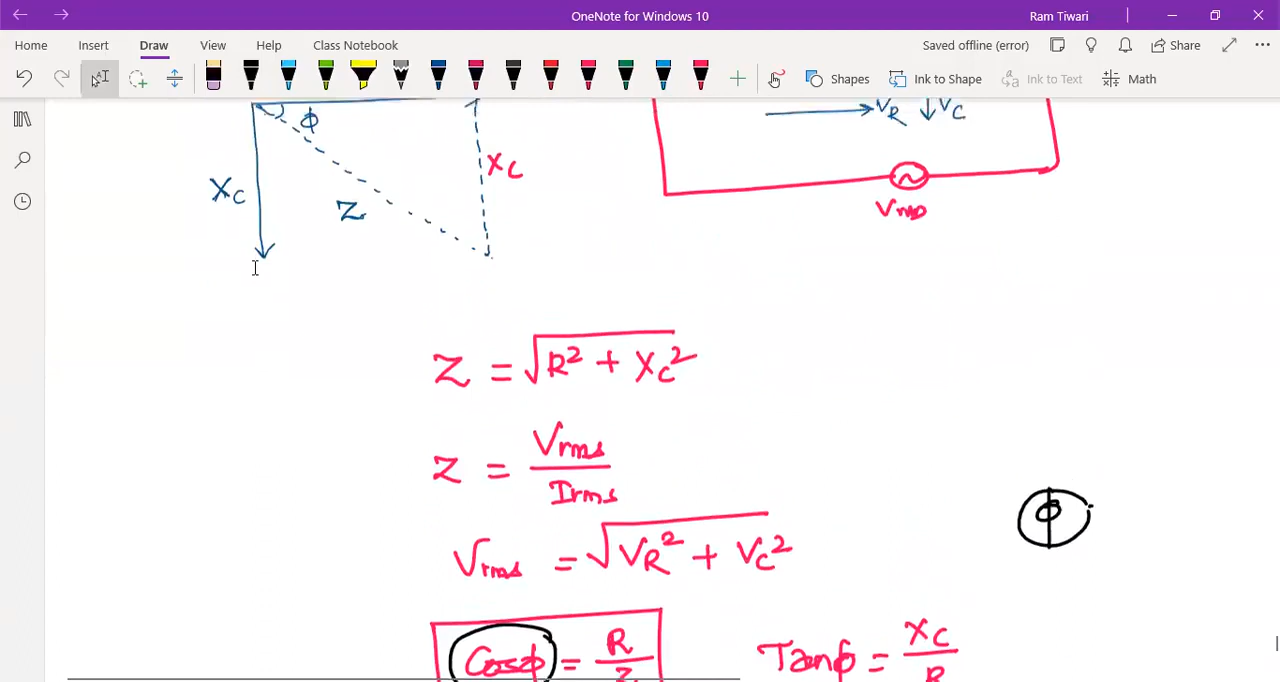 OneNote for Windows 10
Ram Tiwari
Home Insert Draw View Help Class Notebook
Saved offline (error) Share
Shapes Ink to Shape Ink to Text Math
ϕ
VR ↓VC
XC
XC
Z
Vrms
Z = √R² + XC²
Z = Vrms / Irms
Vrms = √VR² + VC²
ϕ
Cosϕ = R / Z
Tanϕ = XC / R